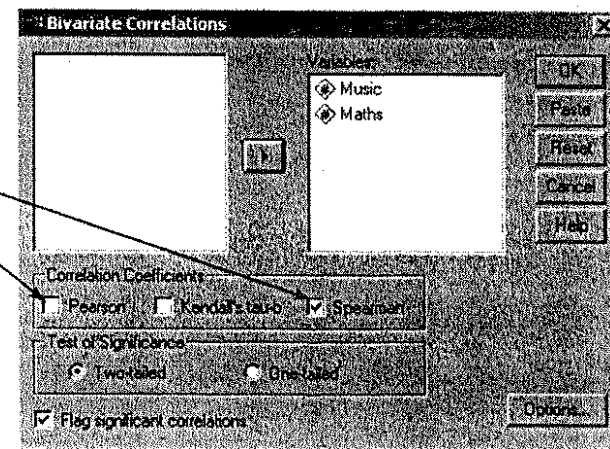 Bivariate Correlations
Variables:
Music
Maths
OK
Paste
Reset
Cancel
Help
Correlation Coefficients
Pearson Kendall's tau-b Spearman
Test of Significance
Two-tailed One-tailed
Flag significant correlations
Options...